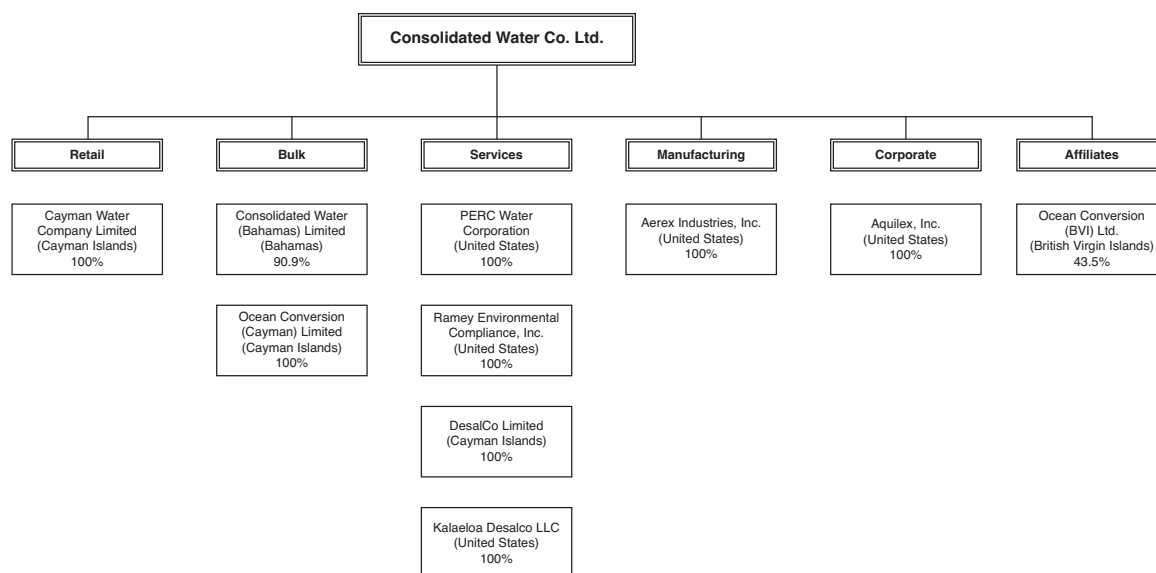 Consolidated Water Co. Ltd.
Retail
Bulk
Services
Manufacturing
Corporate
Affiliates
Cayman Water
Company Limited
(Cayman Islands)
100%
Consolidated Water
(Bahamas) Limited
(Bahamas)
90.9%
PERC Water
Corporation
(United States)
100%
Aerex Industries, Inc.
(United States)
100%
Aquilex, Inc.
(United States)
100%
Ocean Conversion
(BVI) Ltd.
(British Virgin Islands)
43.5%
Ocean Conversion
(Cayman) Limited
(Cayman Islands)
100%
Ramey Environmental
Compliance, Inc.
(United States)
100%
DesalCo Limited
(Cayman Islands)
100%
Kalaeloa Desalco LLC
(United States)
100%